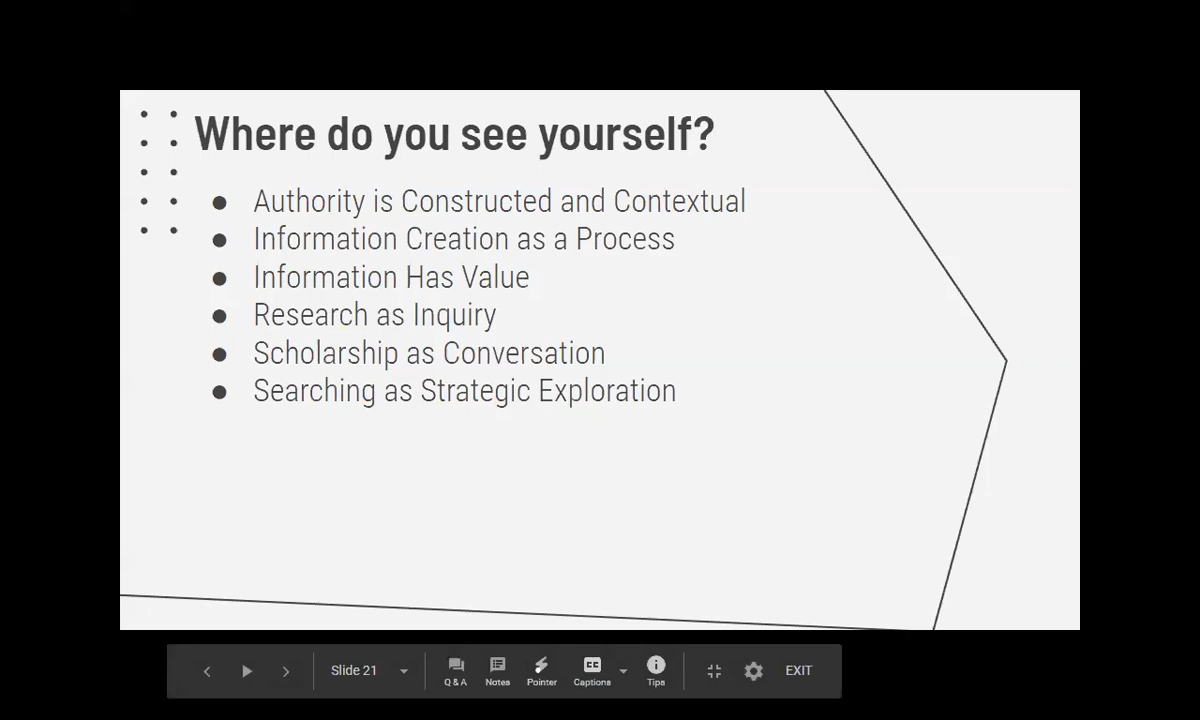 Where do you see yourself?
● Authority is Constructed and Contextual
● Information Creation as a Process
● Information Has Value
● Research as Inquiry
● Scholarship as Conversation
● Searching as Strategic Exploration
Slide 21
Q & A
Notes
Pointer
CC
Captions
Tips
EXIT